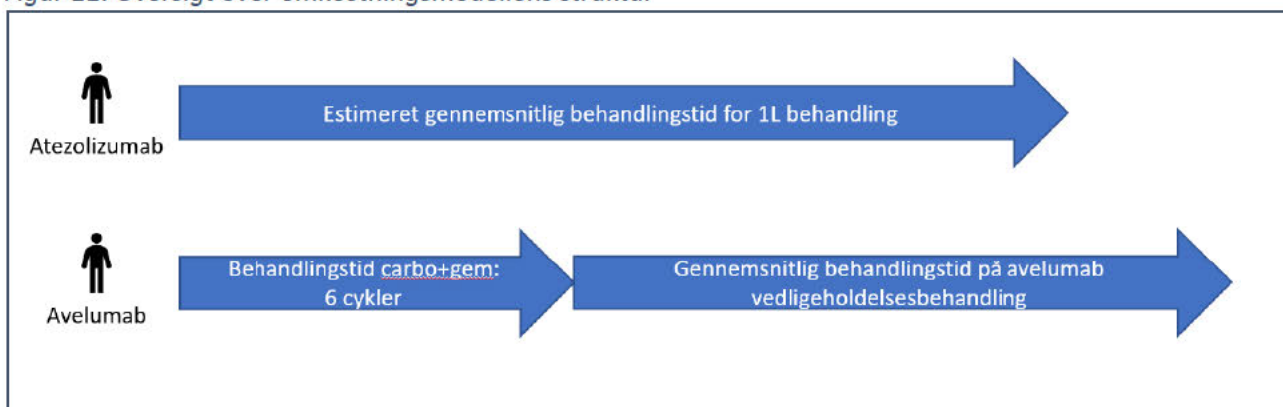 Estimeret gennemsnitlig behandlingstid for 1L behandling
Atezolizumab
Behandlingstid carbo+gem:
6 cykler
Gennemsnitlig behandlingstid på avelumab
vedligeholdelsesbehandling
Avelumab